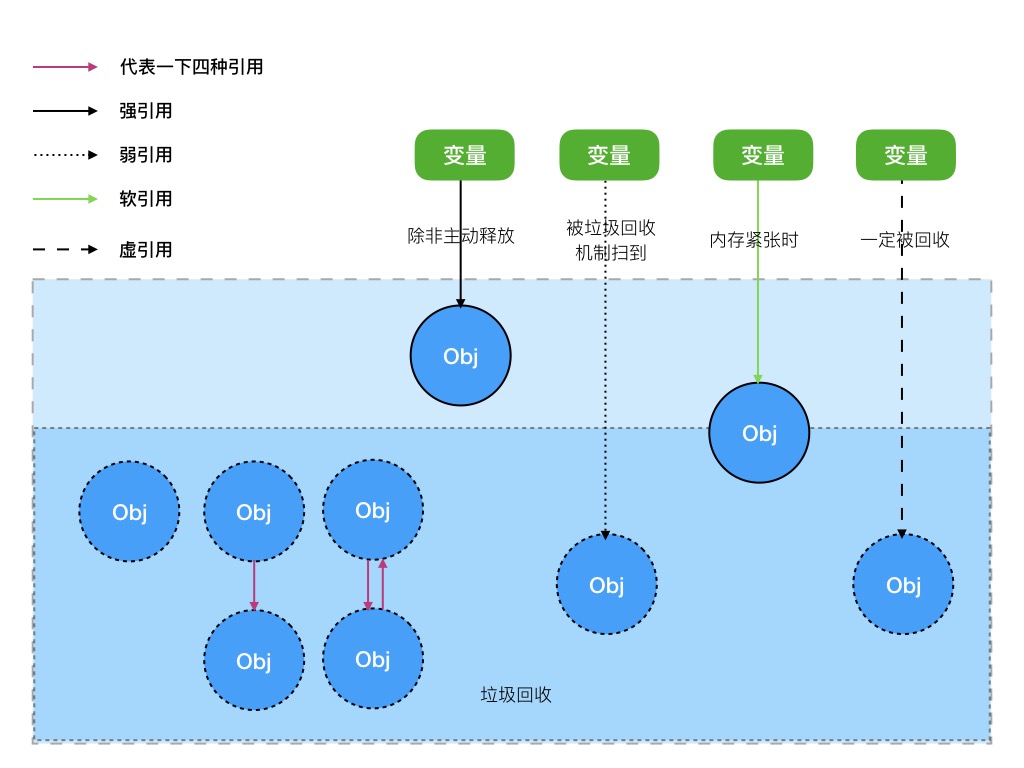 代表一下四种引用
强引用
弱引用
软引用
虚引用
变量
变量
变量
变量
除非主动释放
被垃圾回收
机制扫到
内存紧张时
一定被回收
Obj
Obj
Obj
Obj
Obj
Obj
Obj
Obj
Obj
垃圾回收